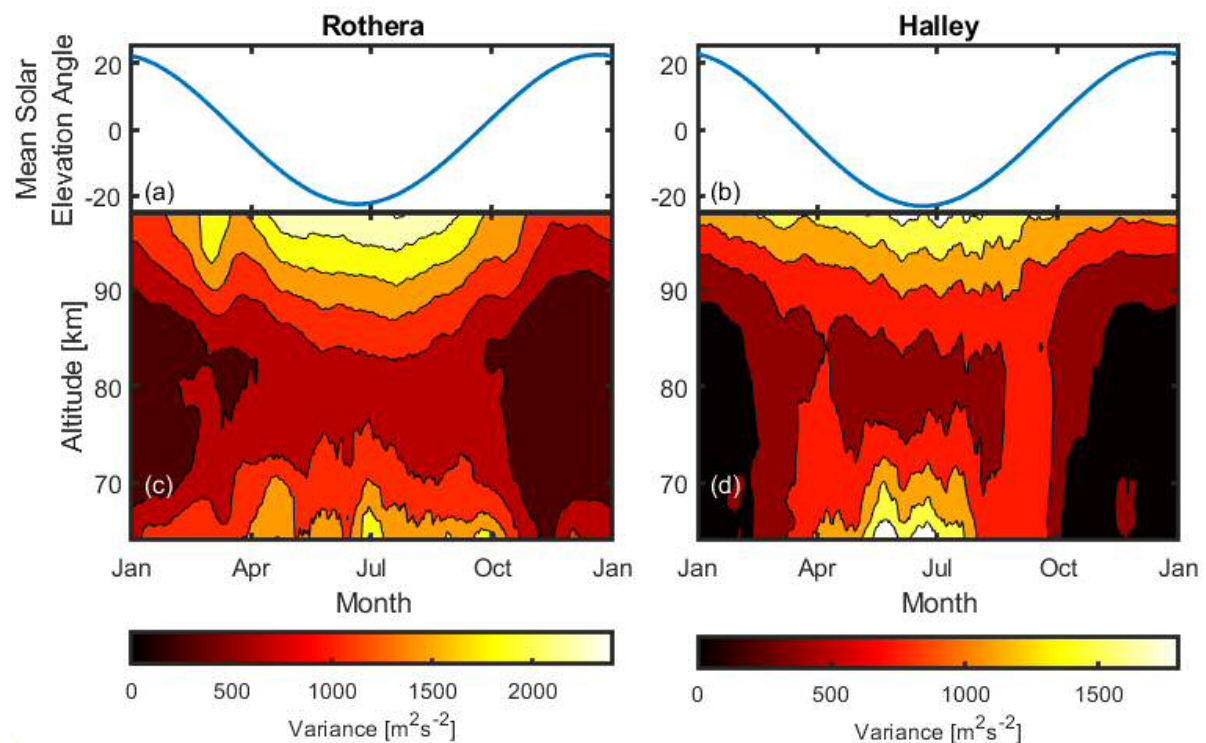 Rothera
Halley
Mean Solar
Elevation Angle
20
0
-20
(a)
20
0
-20
(b)
Altitude [km]
90
80
70
(c)
90
80
70
(d)
Jan Apr Jul Oct Jan
Month
Jan Apr Jul Oct Jan
Month
0 500 1000 1500 2000
Variance [m²s⁻²]
0 500 1000 1500
Variance [m²s⁻²]